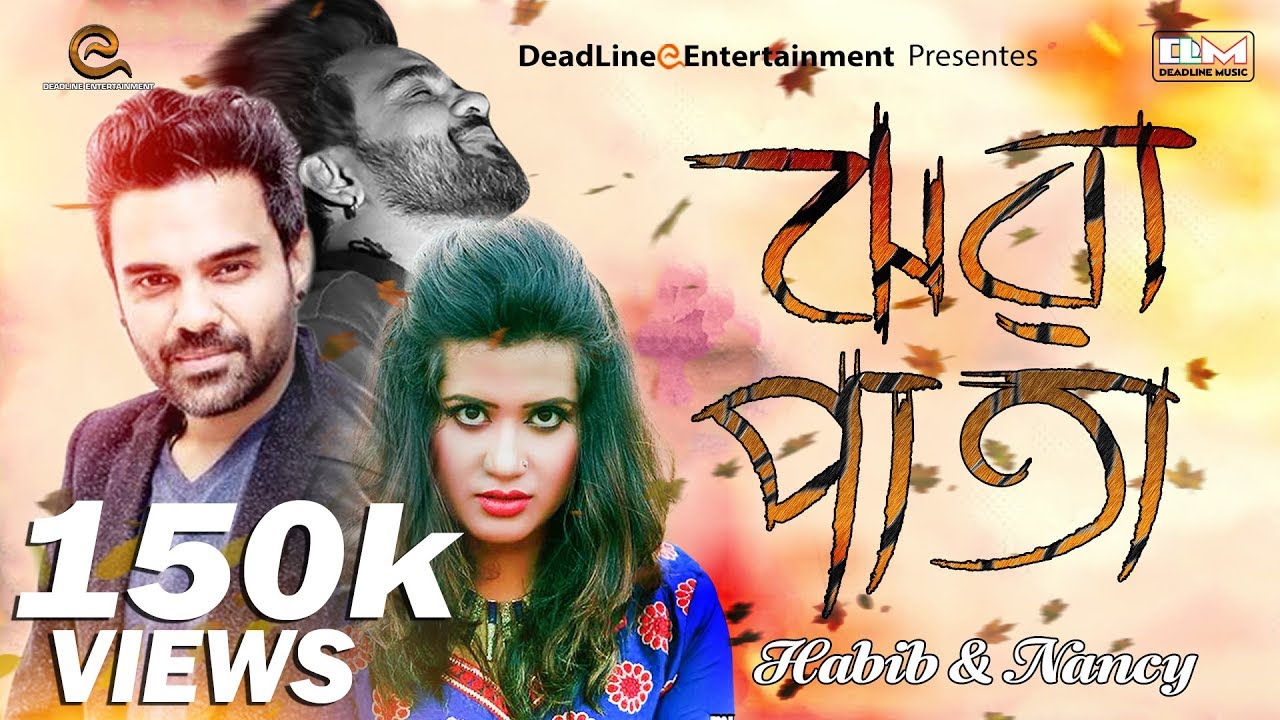 DEADLINE ENTERTAINMENT
DeadLine Entertainment Presentes
DLM
DEADLINE MUSIC
ঝরা
পাতা
150k
VIEWS
Habib & Nancy